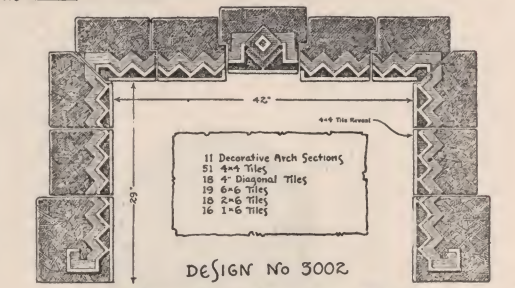 42"
4×4 Tile Reveal
29"
11 Decorative Arch Sections
51 4×4 Tiles
18 4" Diagonal Tiles
19 6×6 Tiles
18 2×6 Tiles
16 1×6 Tiles
DESIGN No 3002